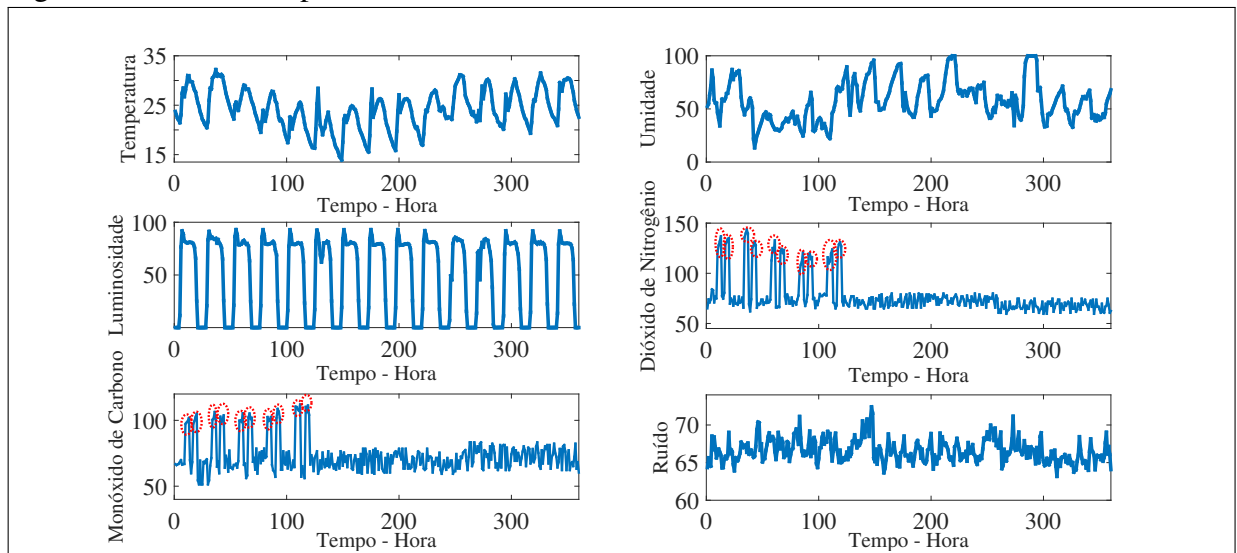 Temperatura
35
25
15
0 100 200 300
Tempo - Hora
Umidade
100
50
0
0 100 200 300
Tempo - Hora
Luminosidade
100
50
0 100 200 300
Tempo - Hora
Dióxido de Nitrogênio
150
100
50
0 100 200 300
Tempo - Hora
Monóxido de Carbono
100
50
0 100 200 300
Tempo - Hora
Ruído
70
65
60
0 100 200 300
Tempo - Hora